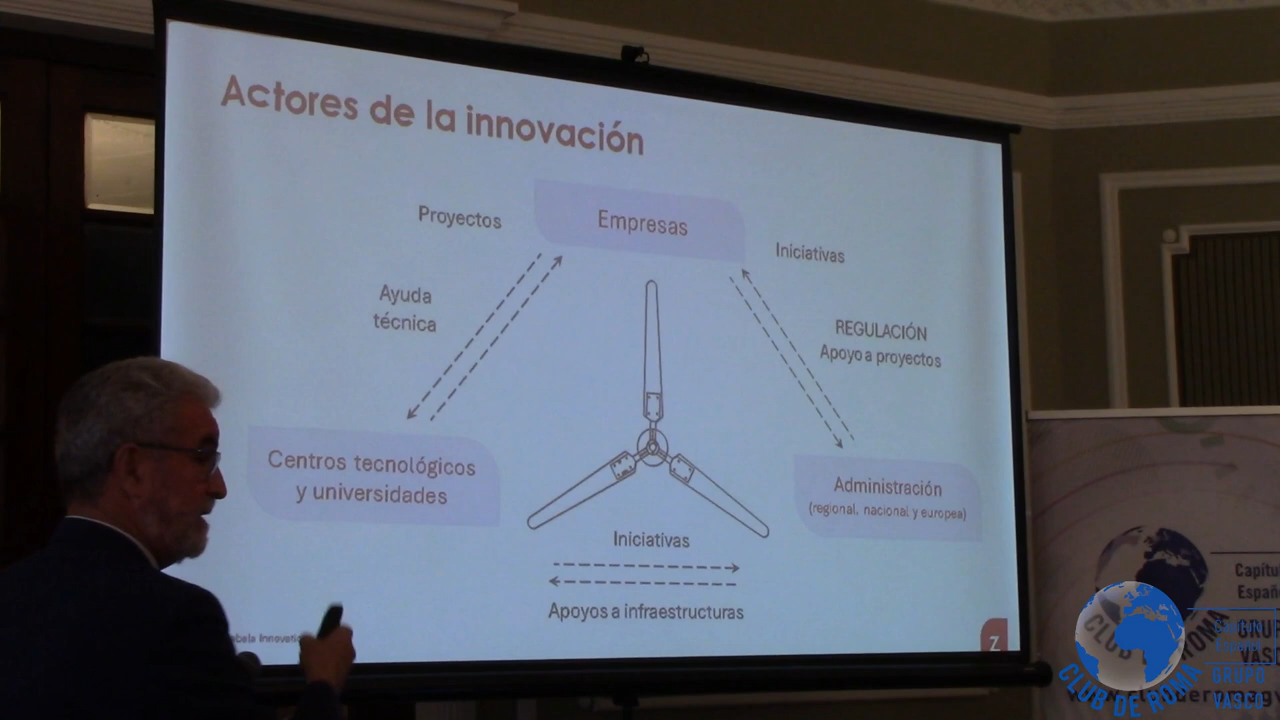 Actores de la innovación
Proyectos
Empresas
Iniciativas
Ayuda
técnica
REGULACIÓN
Apoyo a proyectos
Centros tecnológicos
y universidades
Administración
(regional, nacional y europea)
Iniciativas
Apoyos a infraestructuras
Z
CLUB DE ROMA
GRUPO
VASCO